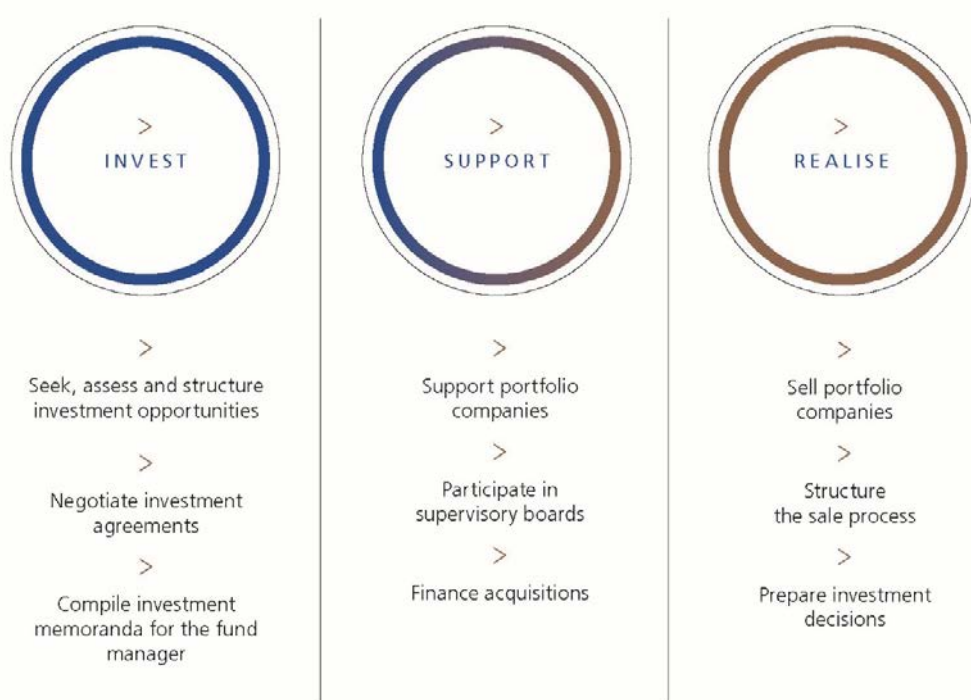 >
INVEST
>
Seek, assess and structure
investment opportunities
>
Negotiate investment
agreements
>
Compile investment
memoranda for the fund
manager
>
SUPPORT
>
Support portfolio
companies
>
Participate in
supervisory boards
>
Finance acquisitions
>
REALISE
>
Sell portfolio
companies
>
Structure
the sale process
>
Prepare investment
decisions